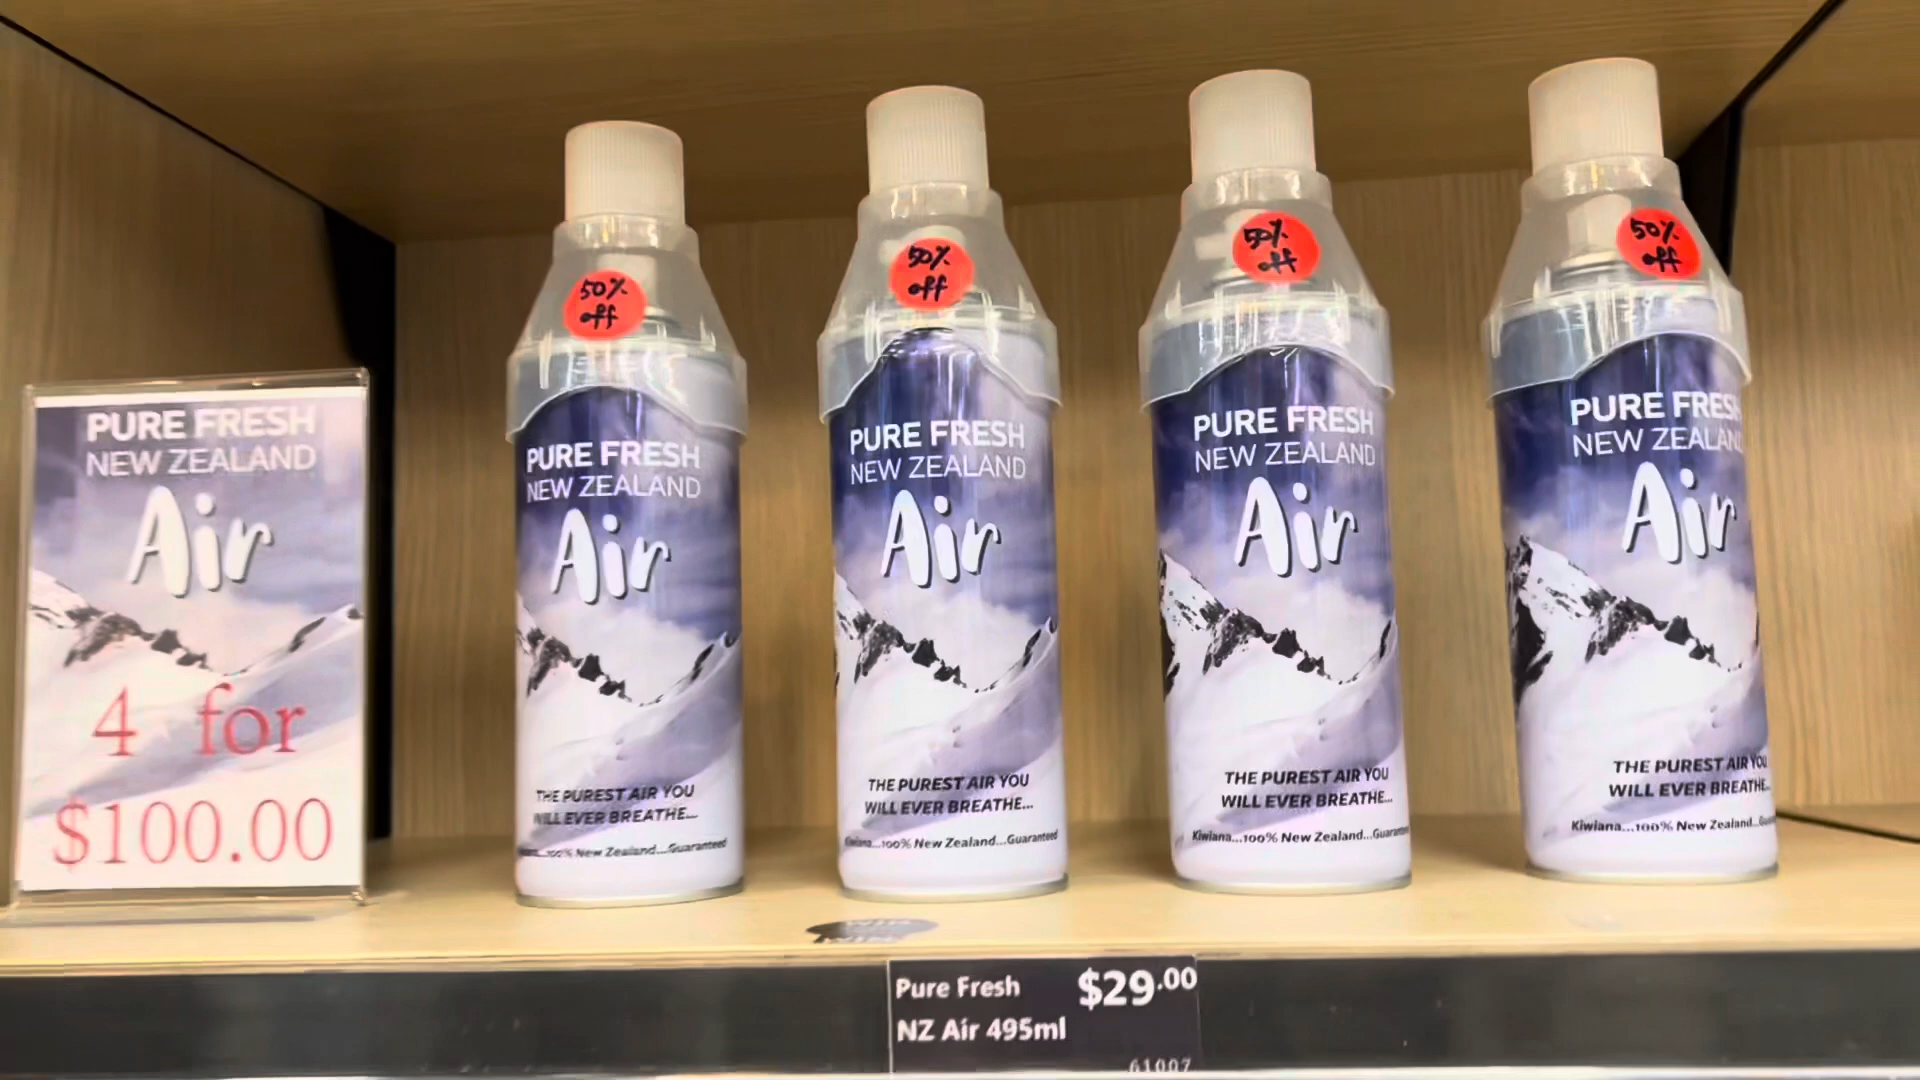 PURE FRESH
NEW ZEALAND
Air
4 for
$100.00
50%
off
PURE FRESH
NEW ZEALAND
Air
THE PUREST AIR YOU
WILL EVER BREATHE...
100% New Zealand...Guaranteed
50%
off
PURE FRESH
NEW ZEALAND
Air
THE PUREST AIR YOU
WILL EVER BREATHE...
Kiwiana...100% New Zealand...Guaranteed
50%
off
PURE FRESH
NEW ZEALAND
Air
THE PUREST AIR YOU
WILL EVER BREATHE...
Kiwiana...100% New Zealand...Guaranteed
50%
off
PURE FRESH
NEW ZEALAND
Air
THE PUREST AIR YOU
WILL EVER BREATHE...
Kiwiana...100% New Zealand...
Pure Fresh $29.00
NZ Air 495ml
61007